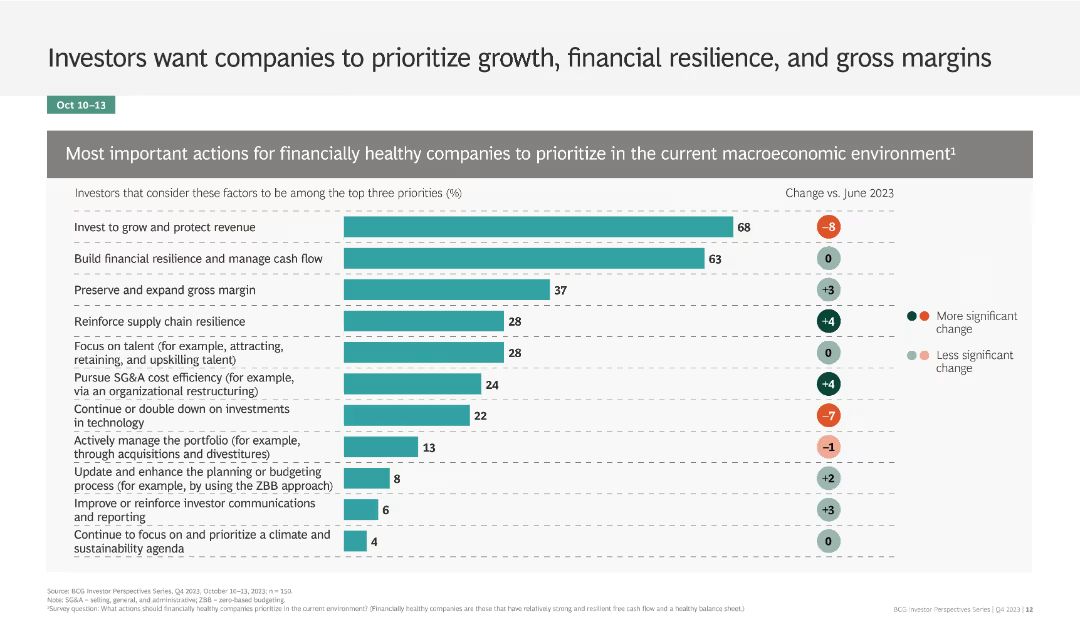 Investors want companies to prioritize growth, financial resilience, and gross margins
Oct 10–13
Most important actions for financially healthy companies to prioritize in the current macroeconomic environment¹
Investors that consider these factors to be among the top three priorities (%)
Change vs. June 2023
Invest to grow and protect revenue
68
–8
Build financial resilience and manage cash flow
63
0
Preserve and expand gross margin
37
+3
Reinforce supply chain resilience
28
+4
Focus on talent (for example, attracting,
retaining, and upskilling talent)
28
0
Pursue SG&A cost efficiency (for example,
via an organizational restructuring)
24
+4
Continue or double down on investments
in technology
22
–7
Actively manage the portfolio (for example,
through acquisitions and divestitures)
13
–1
Update and enhance the planning or budgeting
process (for example, by using the ZBB approach)
8
+2
Improve or reinforce investor communications
and reporting
6
+3
Continue to focus on and prioritize a climate and
sustainability agenda
4
0
More significant
change
Less significant
change
Source: BCG Investor Perspectives Series, Q4 2023, October 10–13, 2023; n = 150.
Note: SG&A = selling, general, and administrative; ZBB = zero-based budgeting.
¹Survey question: What actions should financially healthy companies prioritize in the current environment? (Financially healthy companies are those that have relatively strong and resilient free cash flow and a healthy balance sheet.)
BCG Investor Perspectives Series | Q4 2023 | 12